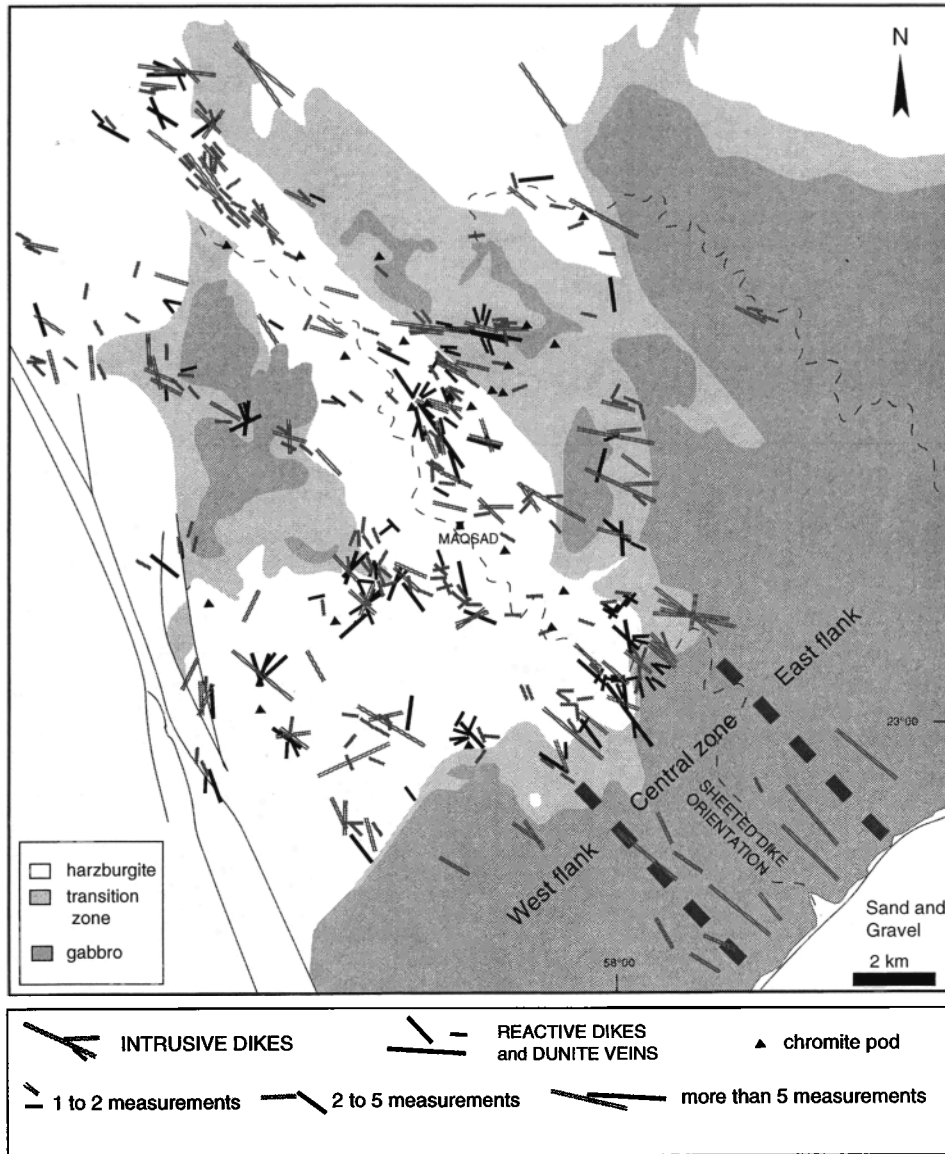 N
MAQSAD
East flank
Central zone
23°00
SHEETED DIKE
ORIENTATION
West flank
harzburgite
transition
zone
gabbro
58°00
Sand and
Gravel
2 km
INTRUSIVE DIKES
REACTIVE DIKES
and DUNITE VEINS
chromite pod
1 to 2 measurements
2 to 5 measurements
more than 5 measurements